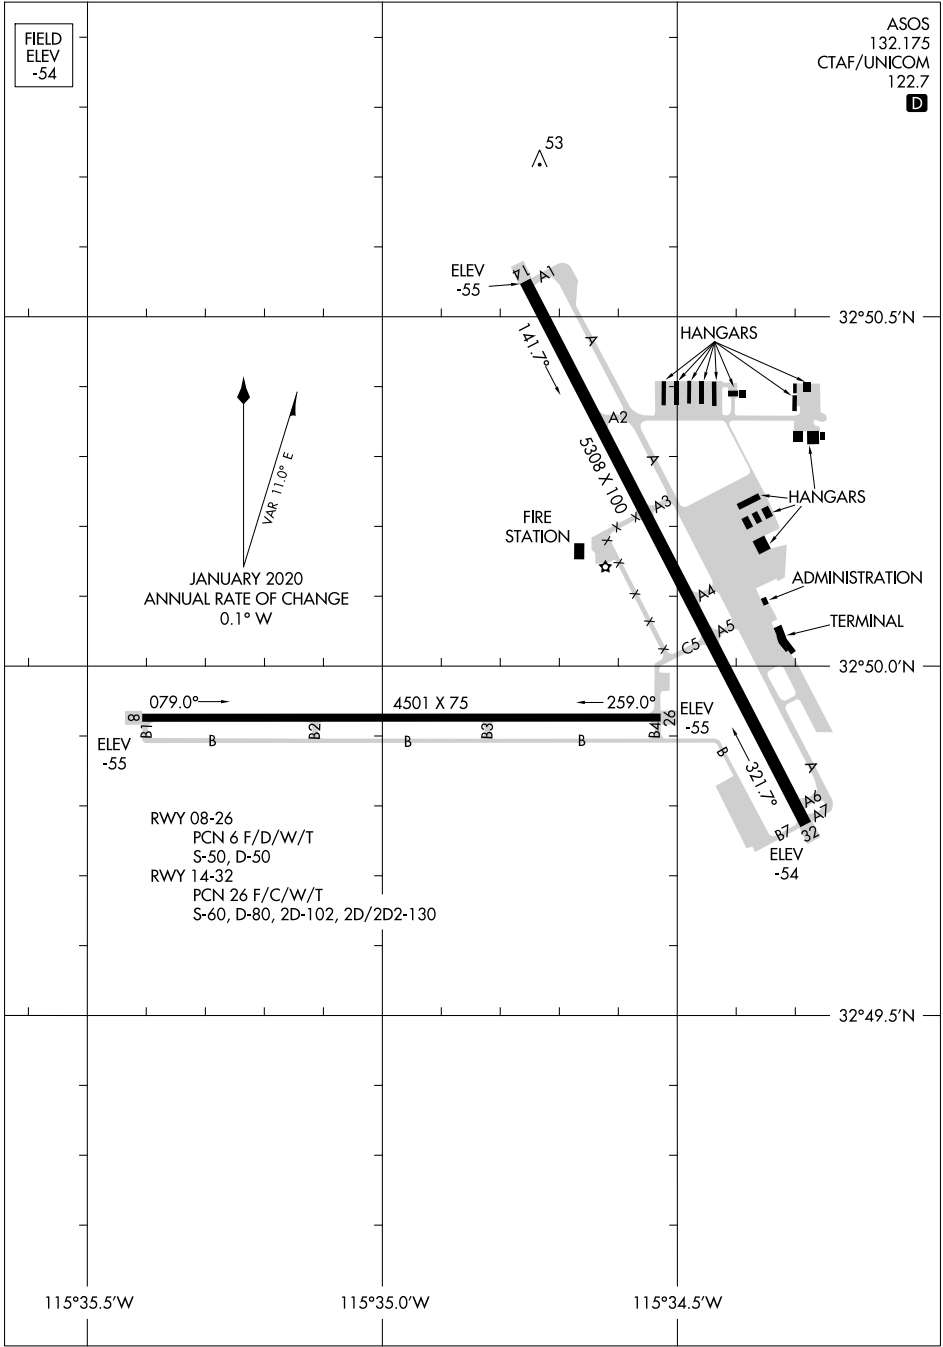 FIELD
ELEV
-54
ASOS
132.175
CTAF/UNICOM
122.7
D
53
ELEV
-55
14
A1
A
141.7°
32°50.5'N
HANGARS
A2
A
5308 X 100
A3
HANGARS
VAR 11.0° E
FIRE
STATION
JANUARY 2020
ANNUAL RATE OF CHANGE
0.1° W
A4
ADMINISTRATION
A5
TERMINAL
C5
32°50.0'N
079.0°
4501 X 75
259.0°
ELEV
-55
8
B1
B2
B3
B4
26
ELEV
-55
B
B
B
B
321.7°
A
A6
A7
B7
32
ELEV
-54
RWY 08-26
PCN 6 F/D/W/T
S-50, D-50
RWY 14-32
PCN 26 F/C/W/T
S-60, D-80, 2D-102, 2D/2D2-130
32°49.5'N
115°35.5'W
115°35.0'W
115°34.5'W